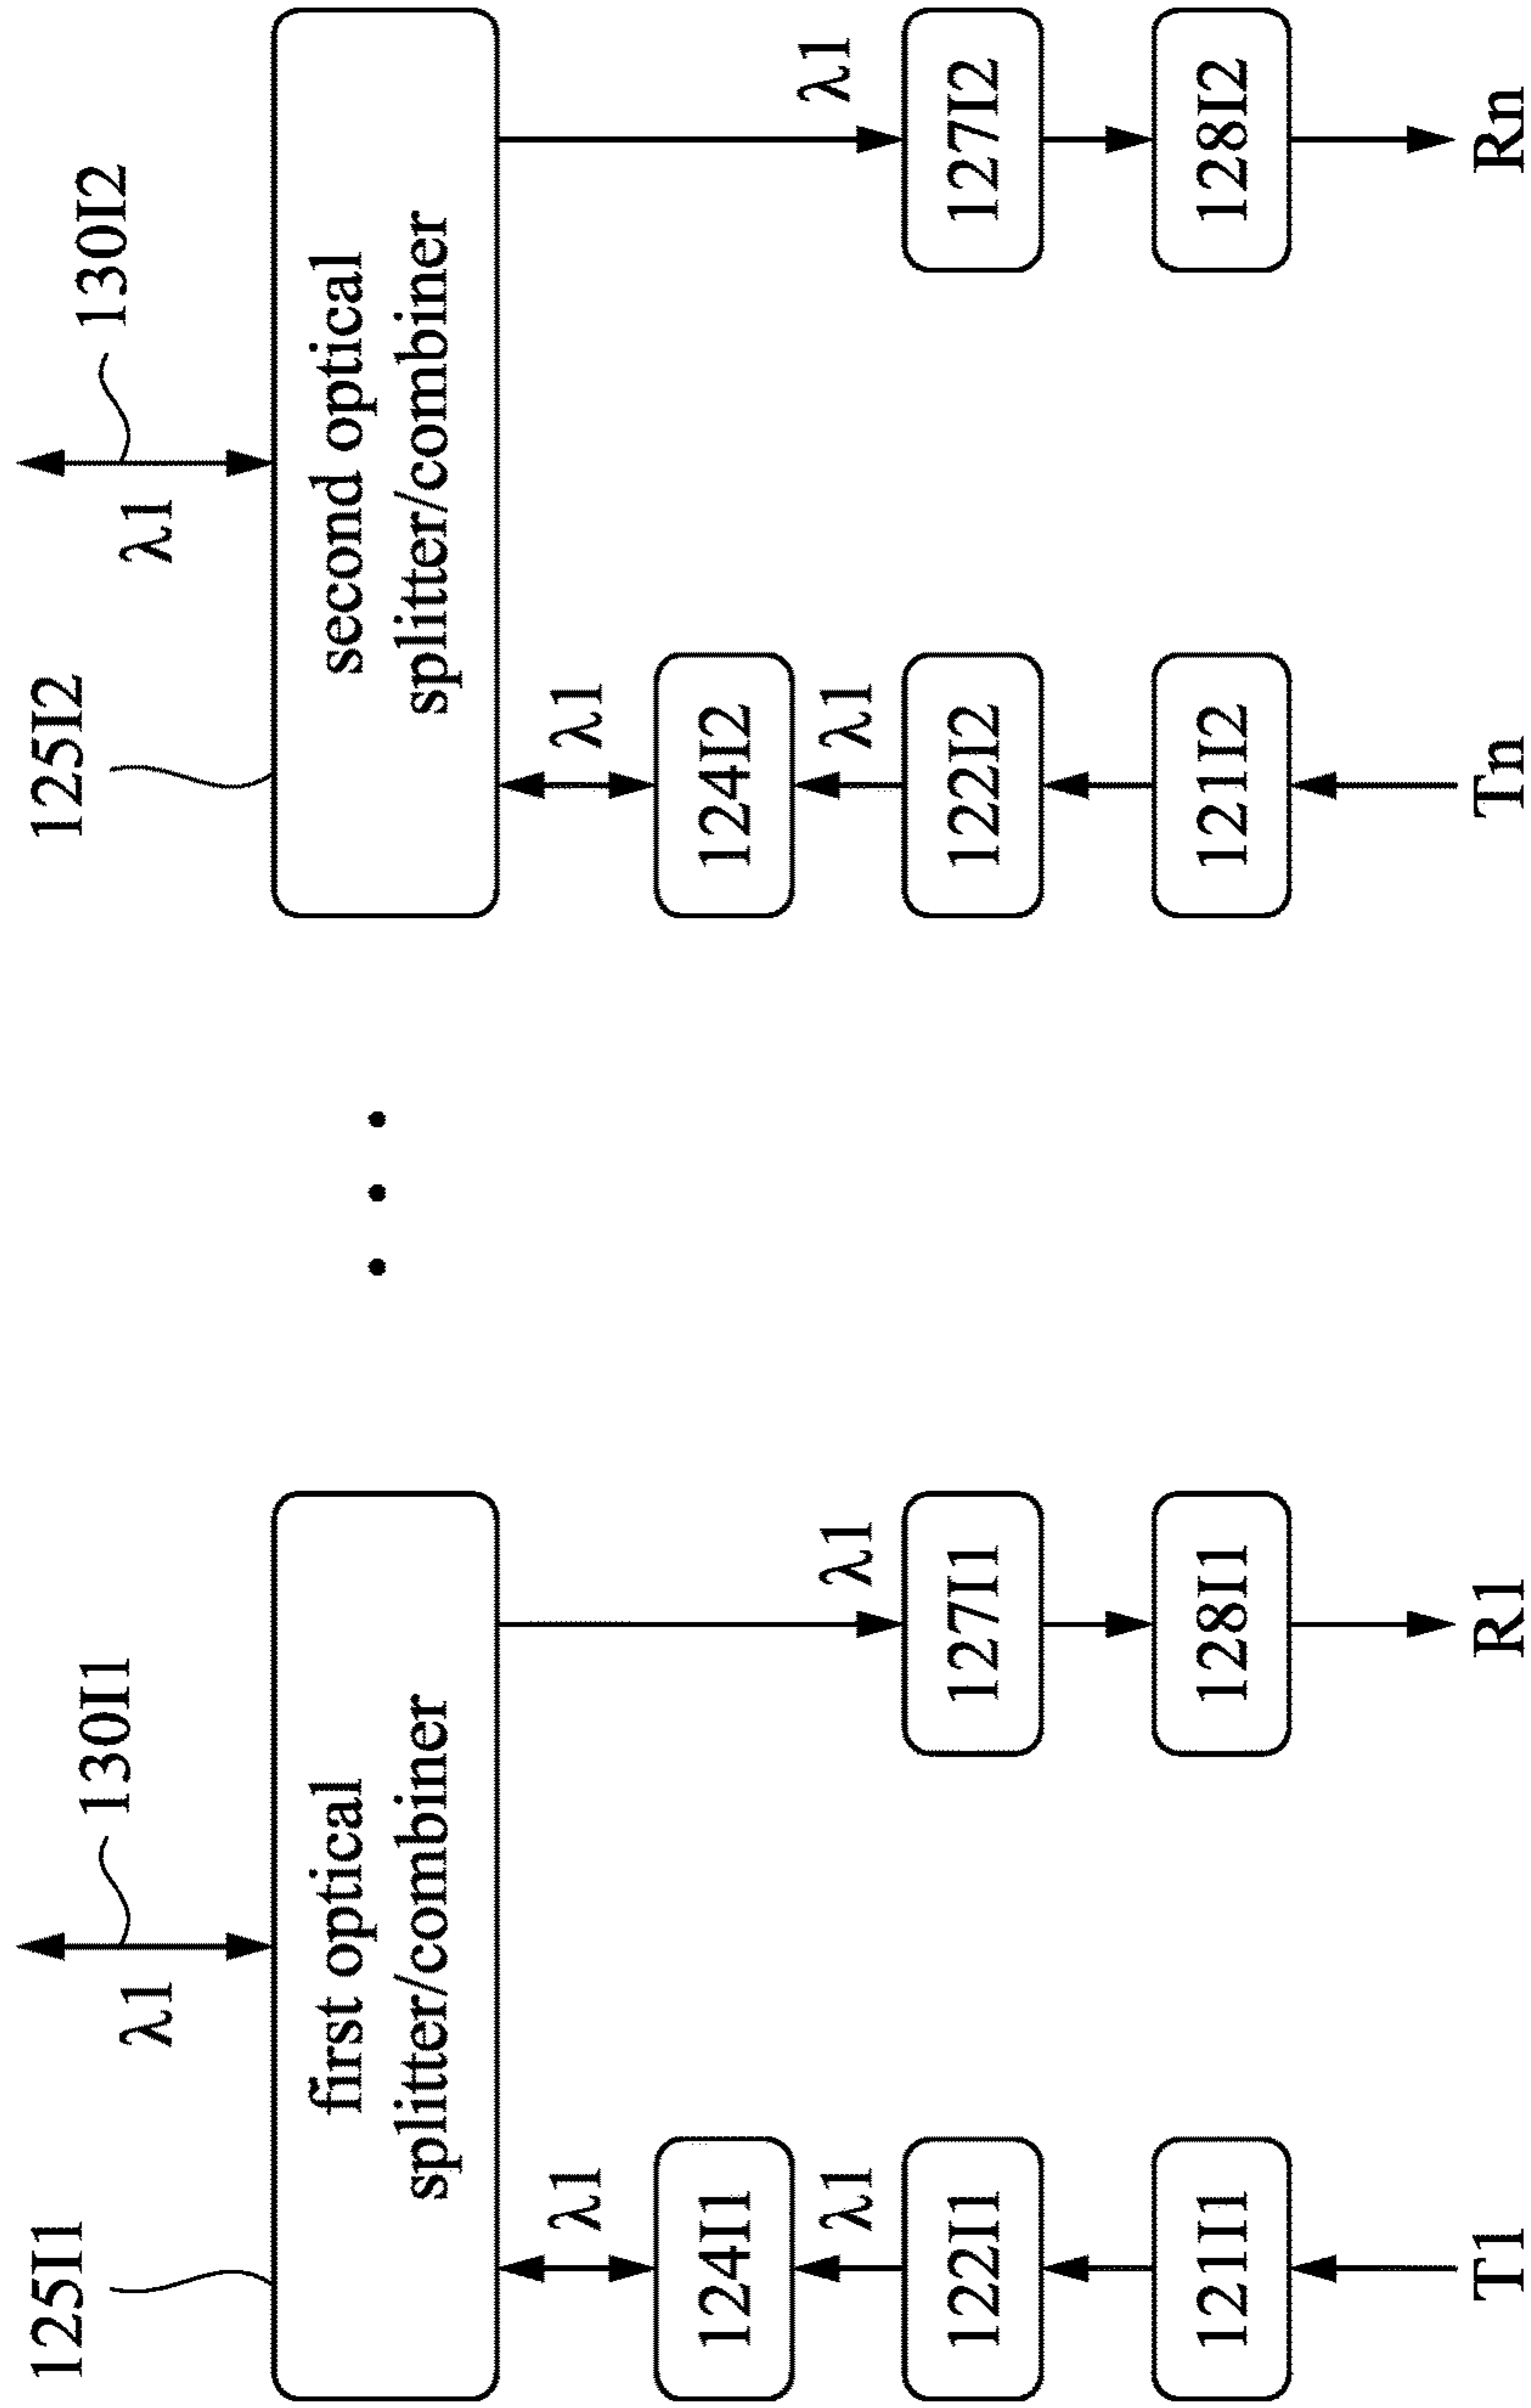 125I1
130I1
λ1
first optical
splitter/combiner
λ1
124I1
λ1
122I1
121I1
T1
λ1
127I1
128I1
R1
125I2
130I2
λ1
second optical
splitter/combiner
λ1
124I2
λ1
122I2
121I2
Tn
λ1
127I2
128I2
Rn